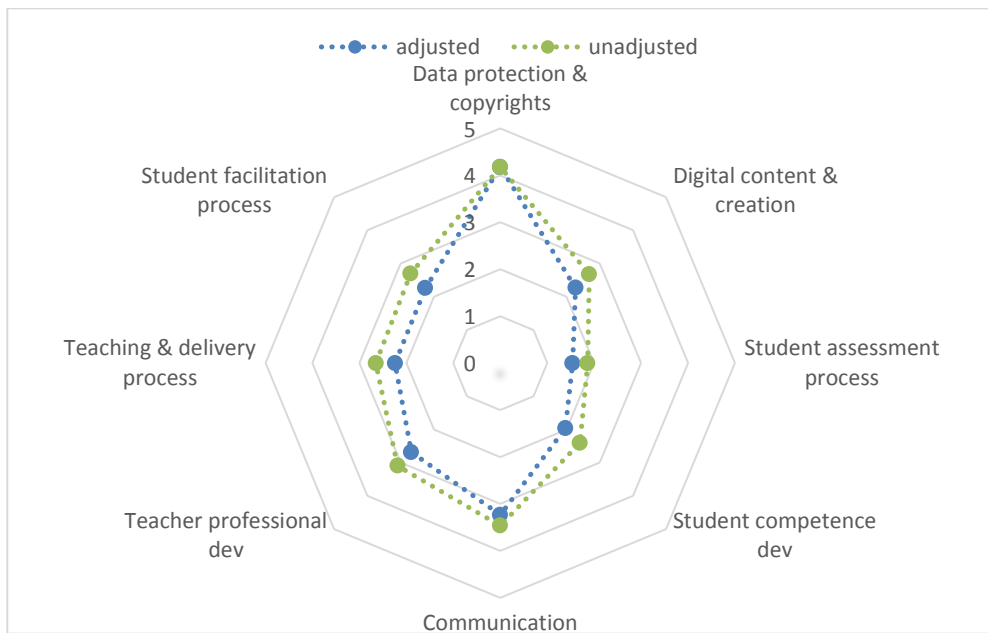 adjusted unadjusted
Data protection &
copyrights
5
Student facilitation
process
Digital content &
creation
4
3
2
1
Teaching & delivery
process
0
Student assessment
process
Teacher professional
dev
Student competence
dev
Communication